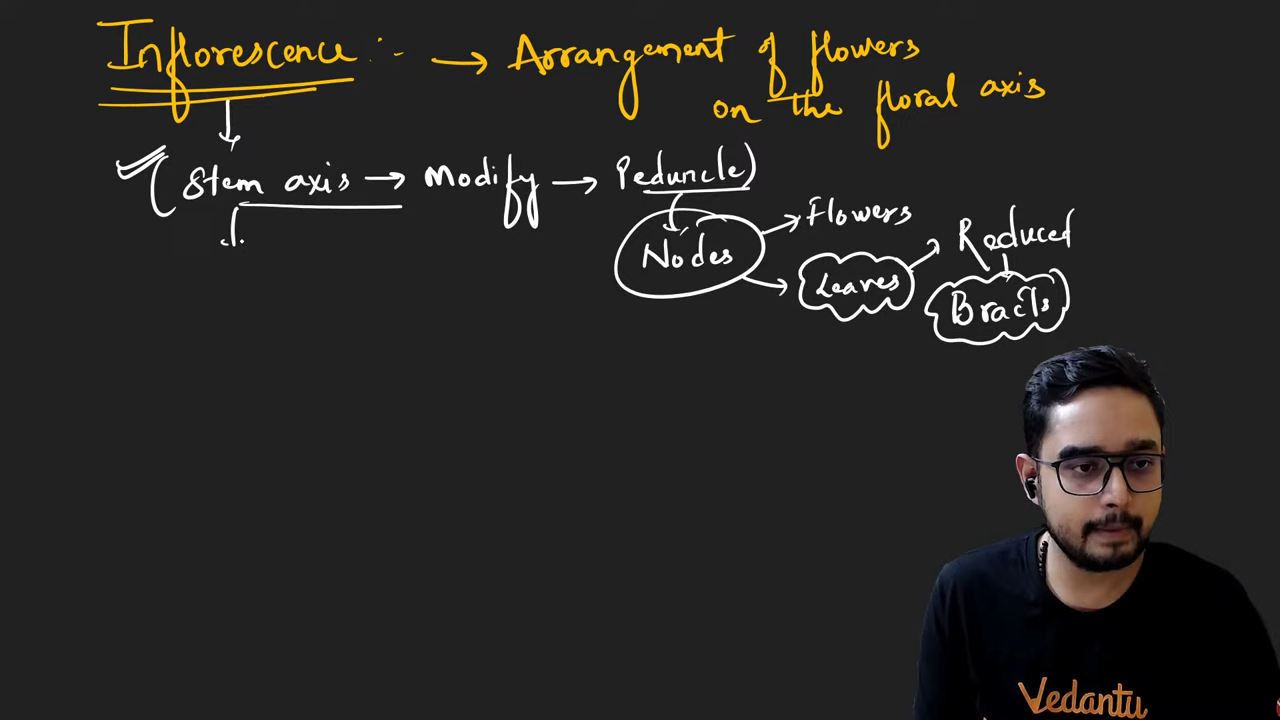 Inflorescence :- → Arrangement of flowers
on the floral axis
(Stem axis → Modify → Peduncle)
Nodes
Flowers
Leaves
Reduced
Bracts
Vedantu